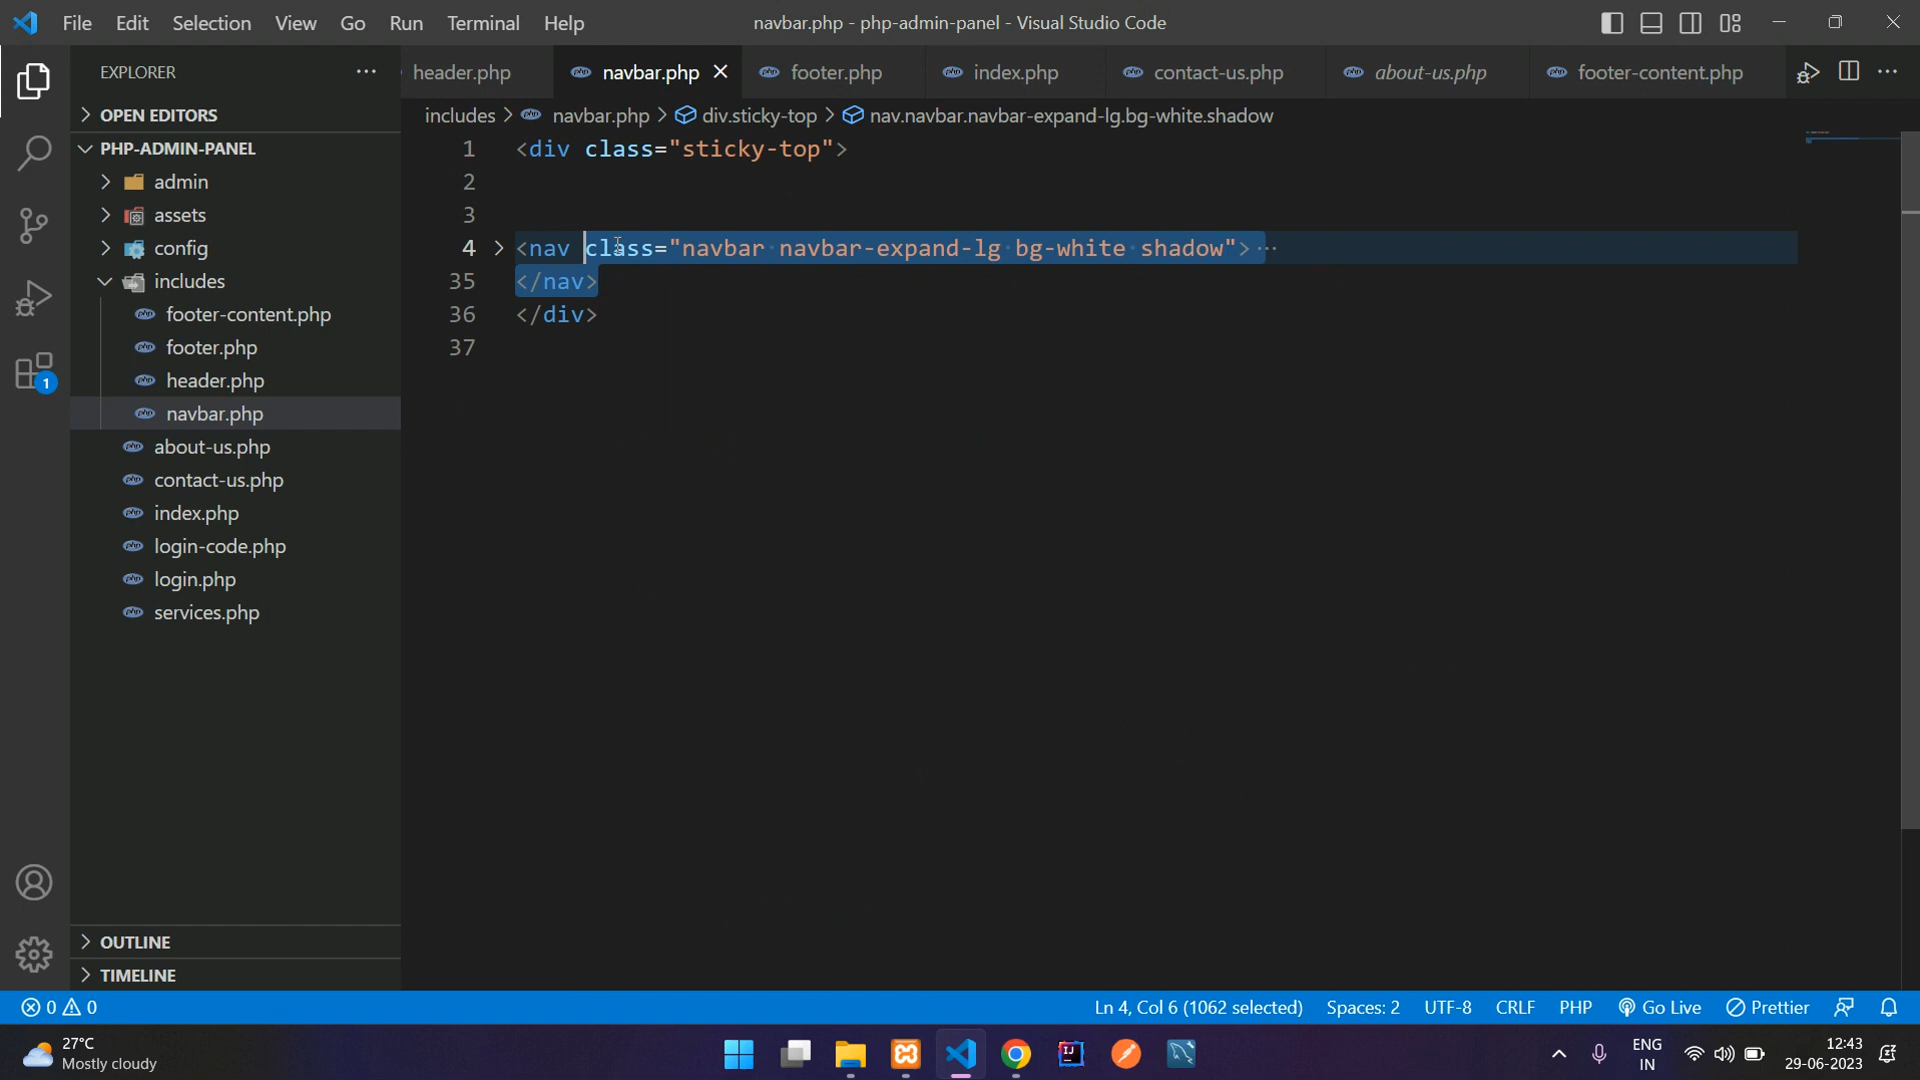 File Edit Selection View Go Run Terminal Help
navbar.php - php-admin-panel - Visual Studio Code
EXPLORER
header.php navbar.php footer.php index.php contact-us.php about-us.php footer-content.php
includes > navbar.php > div.sticky-top > nav.navbar.navbar-expand-lg.bg-white.shadow
OPEN EDITORS
PHP-ADMIN-PANEL
admin
assets
config
includes
footer-content.php
footer.php
header.php
navbar.php
about-us.php
contact-us.php
index.php
login-code.php
login.php
services.php
OUTLINE
TIMELINE
1 <div class="sticky-top">
2
3
4 <nav class="navbar navbar-expand-lg bg-white shadow"> ···
35 </nav>
36 </div>
37
1
0 0
Ln 4, Col 6 (1062 selected) Spaces: 2 UTF-8 CRLF PHP Go Live Prettier
27°C
Mostly cloudy
ENG
IN
12:43
29-06-2023